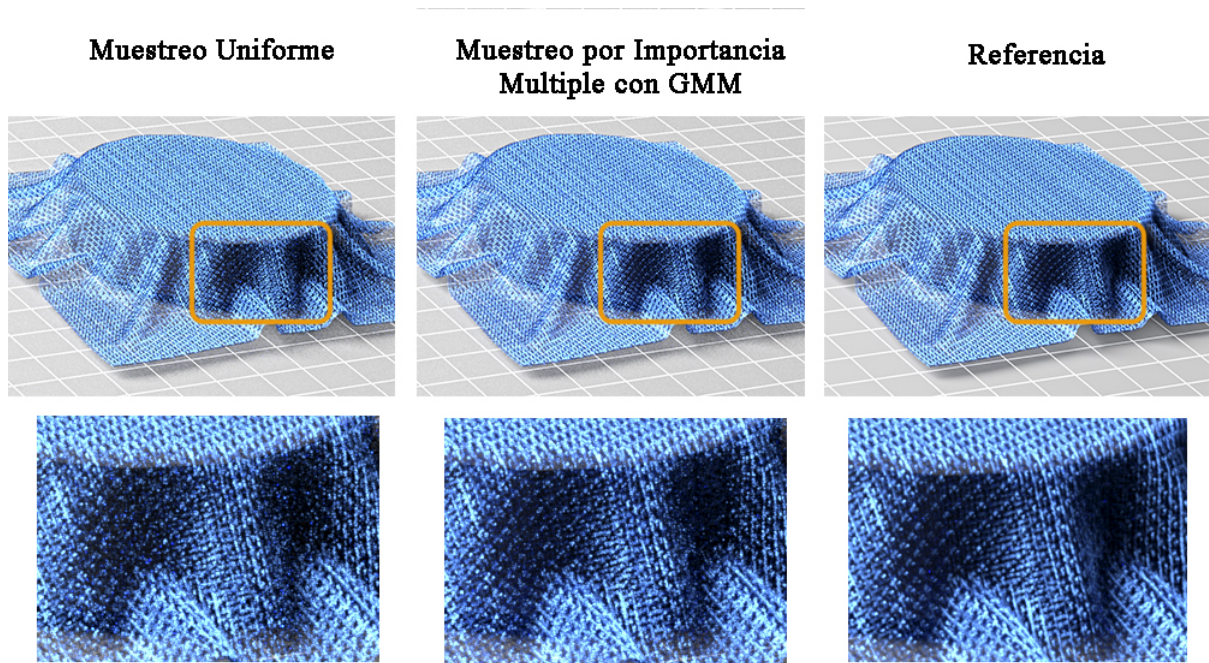 Muestreo Uniforme
Muestreo por Importancia
Multiple con GMM
Referencia